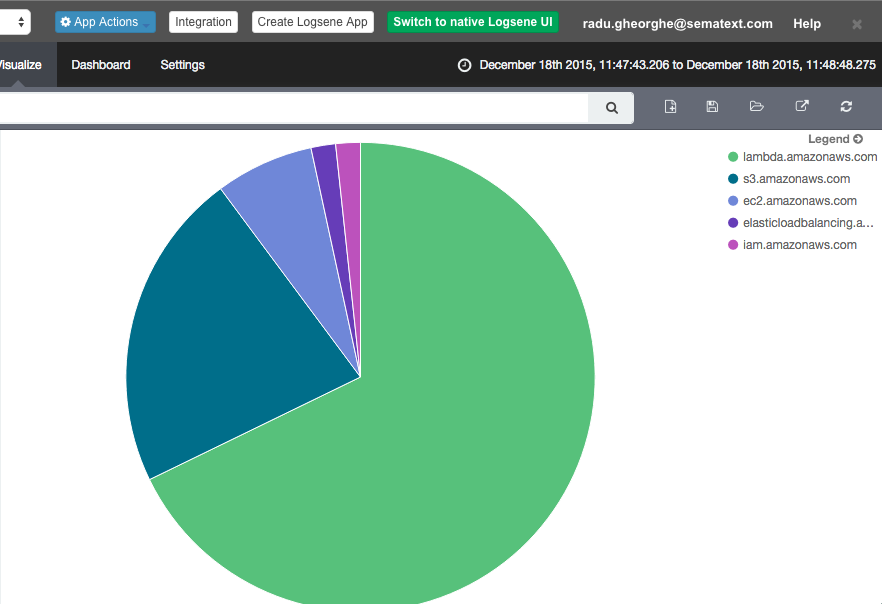 App Actions Integration Create Logsene App Switch to native Logsene UI radu.gheorghe@sematext.com Help
Visualize Dashboard Settings December 18th 2015, 11:47:43.206 to December 18th 2015, 11:48:48.275
Legend
lambda.amazonaws.com
s3.amazonaws.com
ec2.amazonaws.com
elasticloadbalancing.a...
iam.amazonaws.com